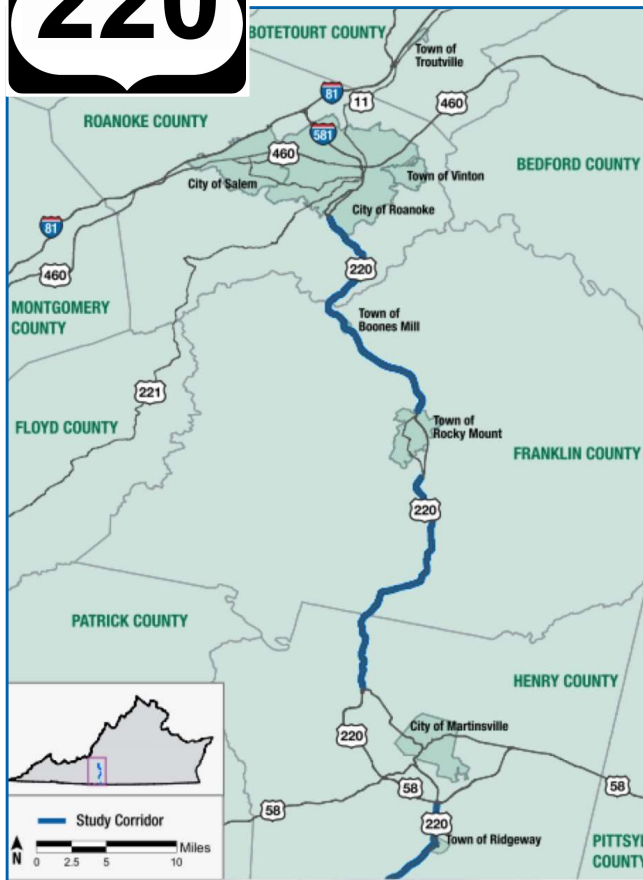 220
BOTETOURT COUNTY
Town of
Troutville
81
11
460
ROANOKE COUNTY
581
460
BEDFORD COUNTY
City of Salem
Town of Vinton
City of Roanoke
81
460
220
MONTGOMERY
COUNTY
Town of
Boones Mill
221
FLOYD COUNTY
Town of
Rocky Mount
FRANKLIN COUNTY
220
PATRICK COUNTY
HENRY COUNTY
City of Martinsville
220
58
58
58
220
Town of Ridgeway
PITTSY
COUNTY
Study Corridor
N
Miles
0 2.5 5 10